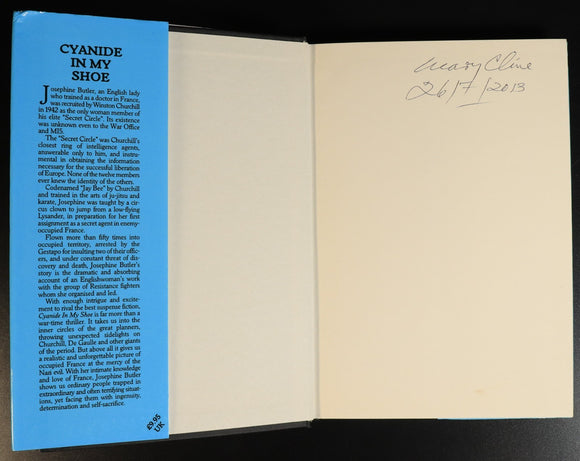 CYANIDE
IN MY
SHOE
Josephine Butler, an English lady
who trained as a doctor in France,
was recruited by Winston Churchill
in 1942 as the only woman member of
his elite "Secret Circle". Its existence
was unknown even to the War Office
and MI5.
The "Secret Circle" was Churchill's
closest ring of intelligence agents,
answerable only to him, and instru-
mental in obtaining the information
necessary for the successful liberation
of Europe. None of the twelve members
ever knew the identity of the others.
Codenamed "Jay Bee" by Churchill
and trained in the arts of ju-jitsu and
karate, Josephine was taught by a cir-
cus clown to jump from a low-flying
Lysander, in preparation for her first
assignment as a secret agent in enemy-
occupied France.
Flown more than fifty times into
occupied territory, arrested by the
Gestapo for insulting two of their offic-
ers, and under constant threat of dis-
covery and death, Josephine Butler's
story is the dramatic and absorbing
account of an Englishwoman's work
with the group of Resistance fighters
whom she organised and led.
With enough intrigue and excite-
ment to rival the best suspense fiction,
Cyanide In My Shoe is far more than a
war-time thriller. It takes us into the
inner circles of the great planners,
throwing unexpected sidelights on
Churchill, De Gaulle and other giants
of the period. But above all it gives us
a realistic and unforgettable picture of
occupied France at the mercy of the
Nazi evil. With her intimate knowledge
and love of France, Josephine Butler
shows us ordinary people trapped in
extraordinary and often terrifying situat-
ions, yet facing them with ingenuity,
determination and self-sacrifice.
£9.95
UK
Mary Cline
26/7/2013